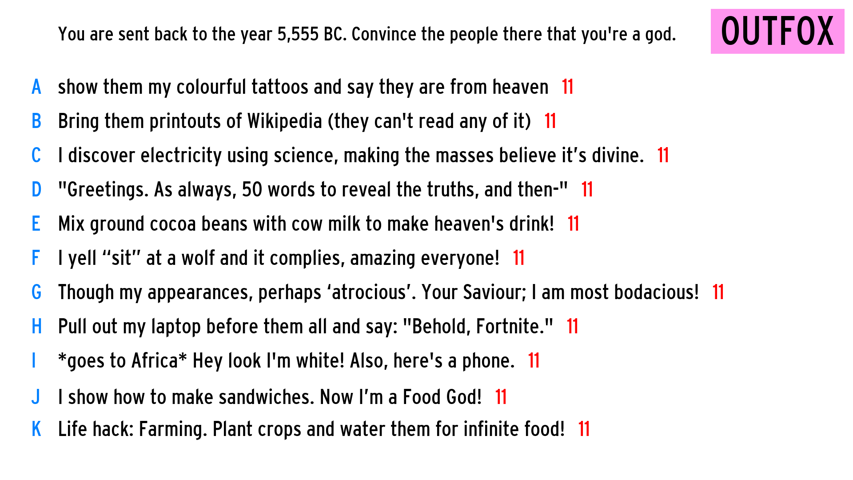 You are sent back to the year 5,555 BC. Convince the people there that you're a god.
OUTFOX
A show them my colourful tattoos and say they are from heaven 11
B Bring them printouts of Wikipedia (they can't read any of it) 11
C I discover electricity using science, making the masses believe it’s divine. 11
D "Greetings. As always, 50 words to reveal the truths, and then-" 11
E Mix ground cocoa beans with cow milk to make heaven's drink! 11
F I yell “sit” at a wolf and it complies, amazing everyone! 11
G Though my appearances, perhaps ‘atrocious’. Your Saviour; I am most bodacious! 11
H Pull out my laptop before them all and say: "Behold, Fortnite." 11
I *goes to Africa* Hey look I'm white! Also, here's a phone. 11
J I show how to make sandwiches. Now I’m a Food God! 11
K Life hack: Farming. Plant crops and water them for infinite food! 11